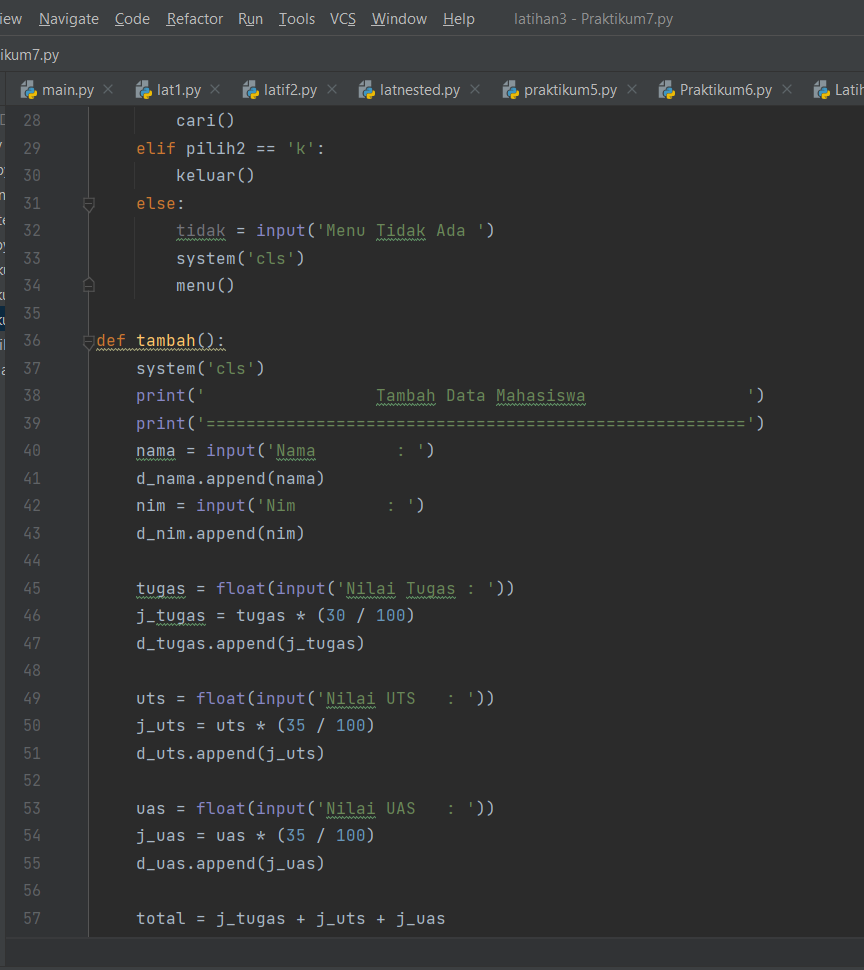 iew Navigate Code Refactor Run Tools VCS Window Help latihan3 - Praktikum7.py
ikum7.py
main.py lat1.py latif2.py latnested.py praktikum5.py Praktikum6.py Latih
28 cari()
29 elif pilih2 == 'k':
30 keluar()
31 else:
32 tidak = input('Menu Tidak Ada ')
33 system('cls')
34 menu()
35
36 def tambah():
37 system('cls')
38 print('                 Tambah Data Mahasiswa                ')
39 print('======================================================')
40 nama = input('Nama        : ')
41 d_nama.append(nama)
42 nim = input('Nim         : ')
43 d_nim.append(nim)
44
45 tugas = float(input('Nilai Tugas : '))
46 j_tugas = tugas * (30 / 100)
47 d_tugas.append(j_tugas)
48
49 uts = float(input('Nilai UTS   : '))
50 j_uts = uts * (35 / 100)
51 d_uts.append(j_uts)
52
53 uas = float(input('Nilai UAS   : '))
54 j_uas = uas * (35 / 100)
55 d_uas.append(j_uas)
56
57 total = j_tugas + j_uts + j_uas